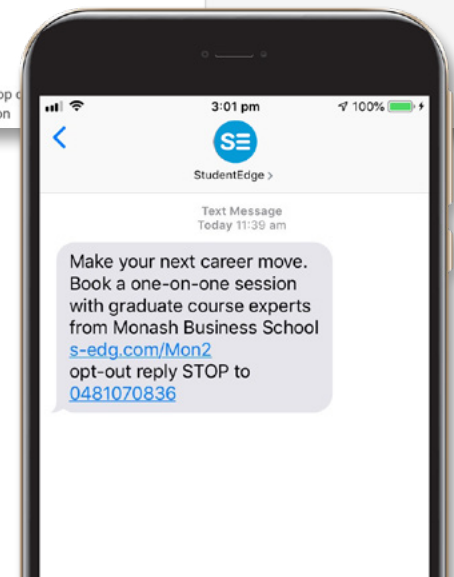 3:01 pm
100%
SE
StudentEdge >
Text Message
Today 11:39 am
Make your next career move.
Book a one-on-one session
with graduate course experts
from Monash Business School
s-edg.com/Mon2
opt-out reply STOP to
0481070836